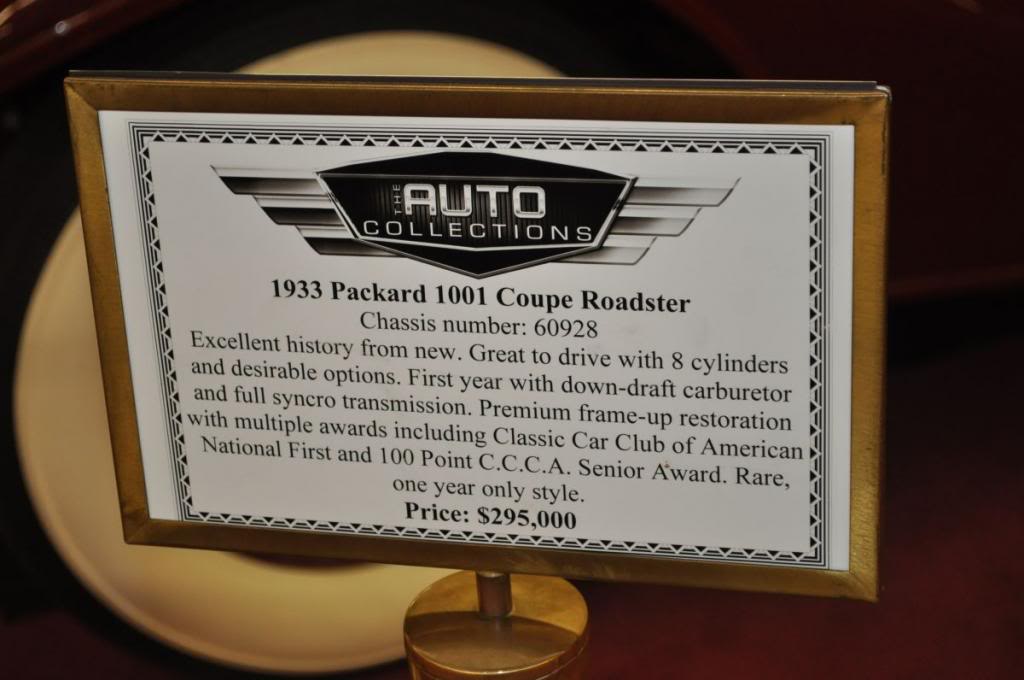 THE AUTO
COLLECTIONS
1933 Packard 1001 Coupe Roadster
Chassis number: 60928
Excellent history from new. Great to drive with 8 cylinders
and desirable options. First year with down-draft carburetor
and full syncro transmission. Premium frame-up restoration
with multiple awards including Classic Car Club of American
National First and 100 Point C.C.C.A. Senior Award. Rare,
one year only style.
Price: $295,000